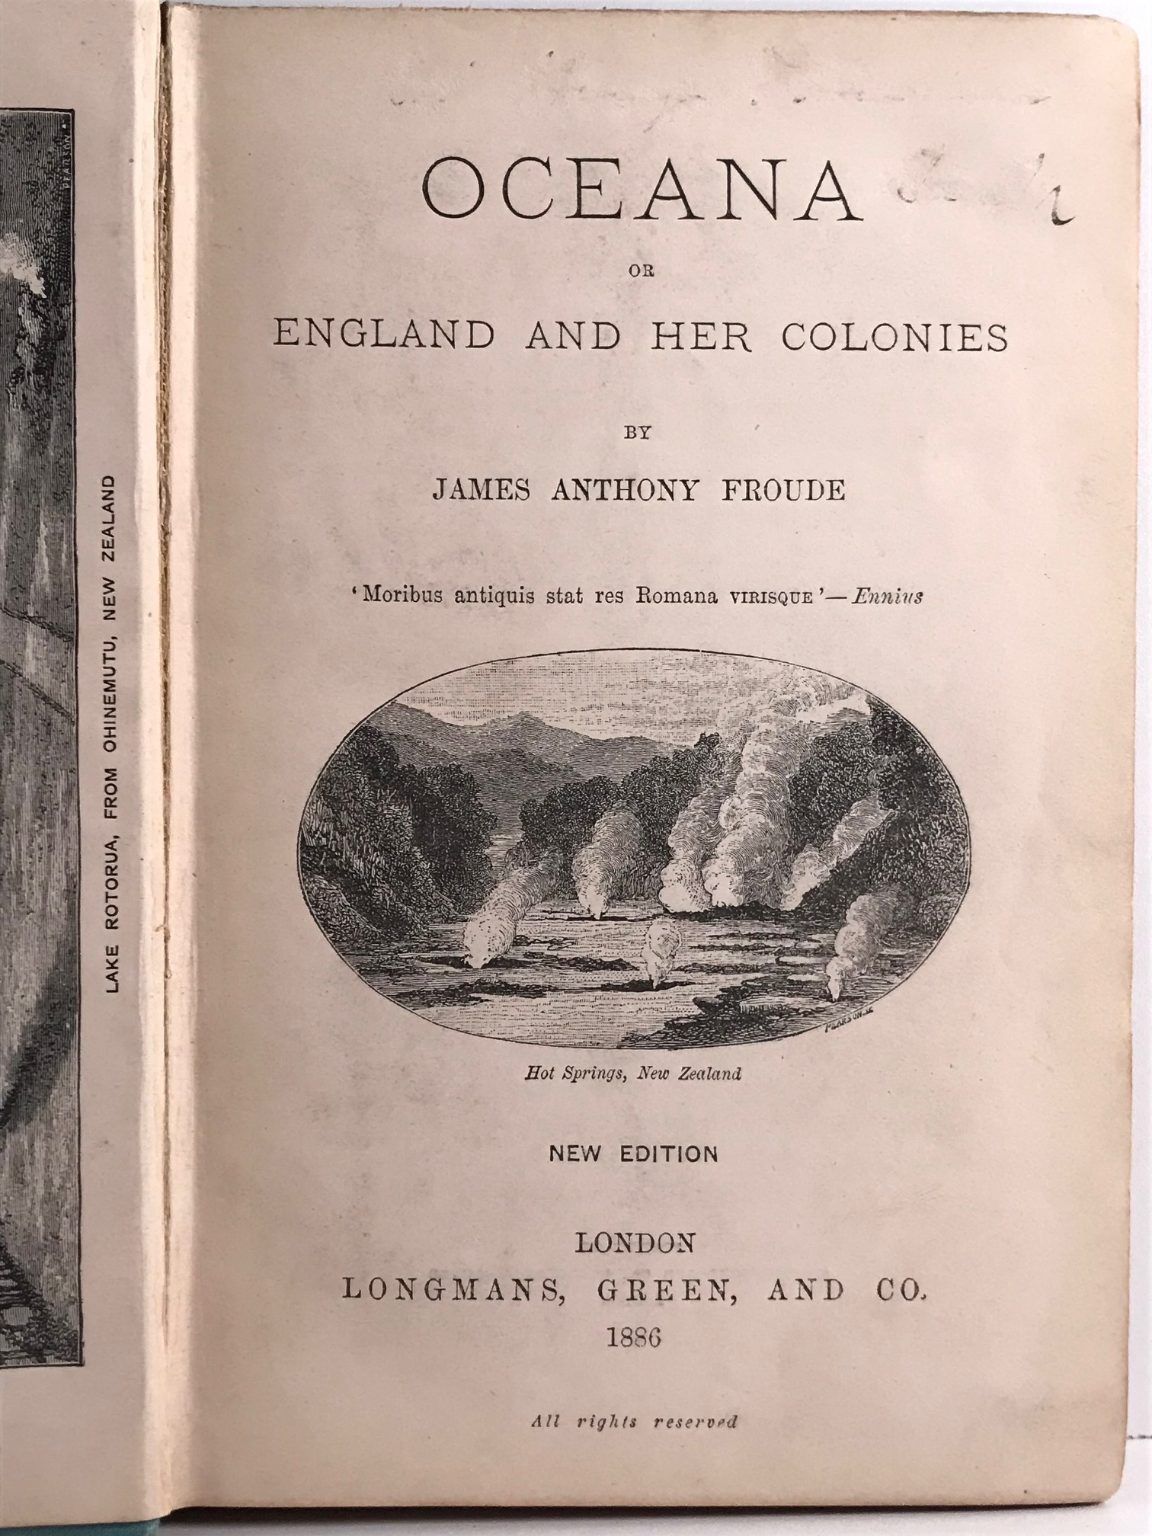 PEARSON
LAKE ROTORUA, FROM OHINEMUTU, NEW ZEALAND
OCEANA
OR
ENGLAND AND HER COLONIES
BY
JAMES ANTHONY FROUDE
‘Moribus antiquis stat res Romana VIRISQUE’—Ennius
PEARSON
Hot Springs, New Zealand
NEW EDITION
LONDON
LONGMANS, GREEN, AND CO.
1886
All rights reserved